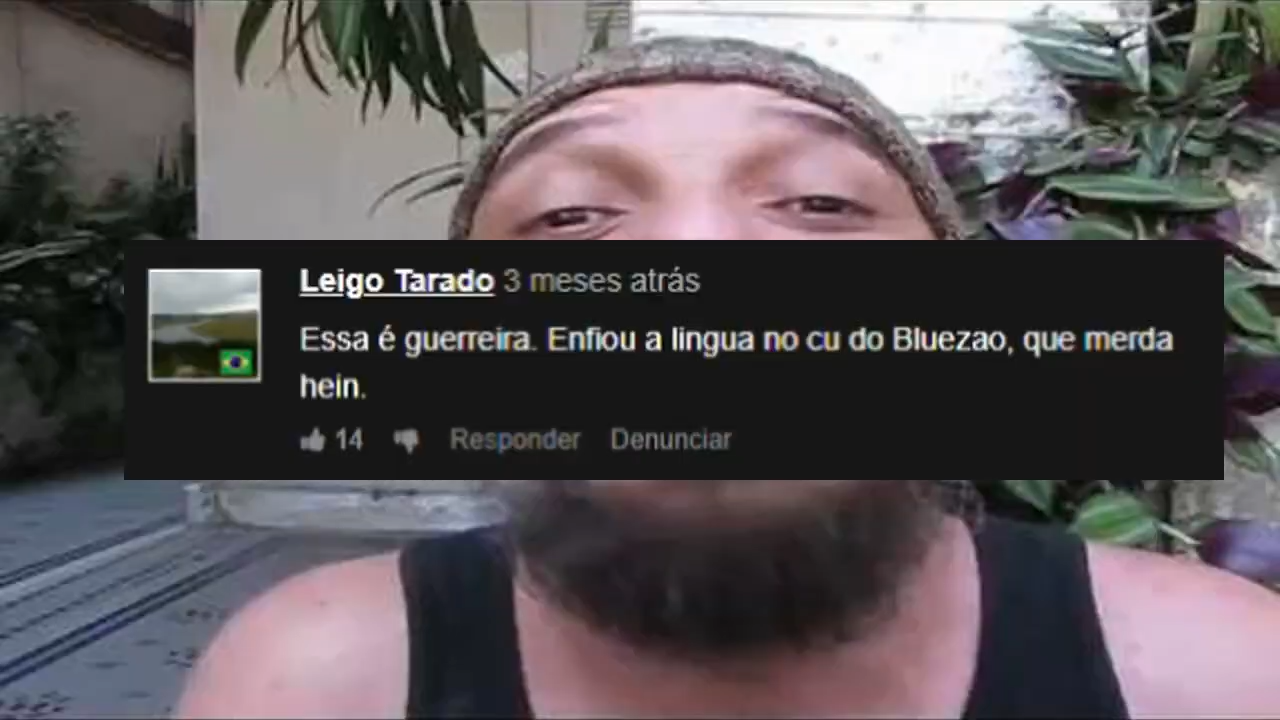 Leigo Tarado 3 meses atrás
Essa é guerreira. Enfiou a lingua no cu do Bluezao, que merda
hein.
14 Responder Denunciar